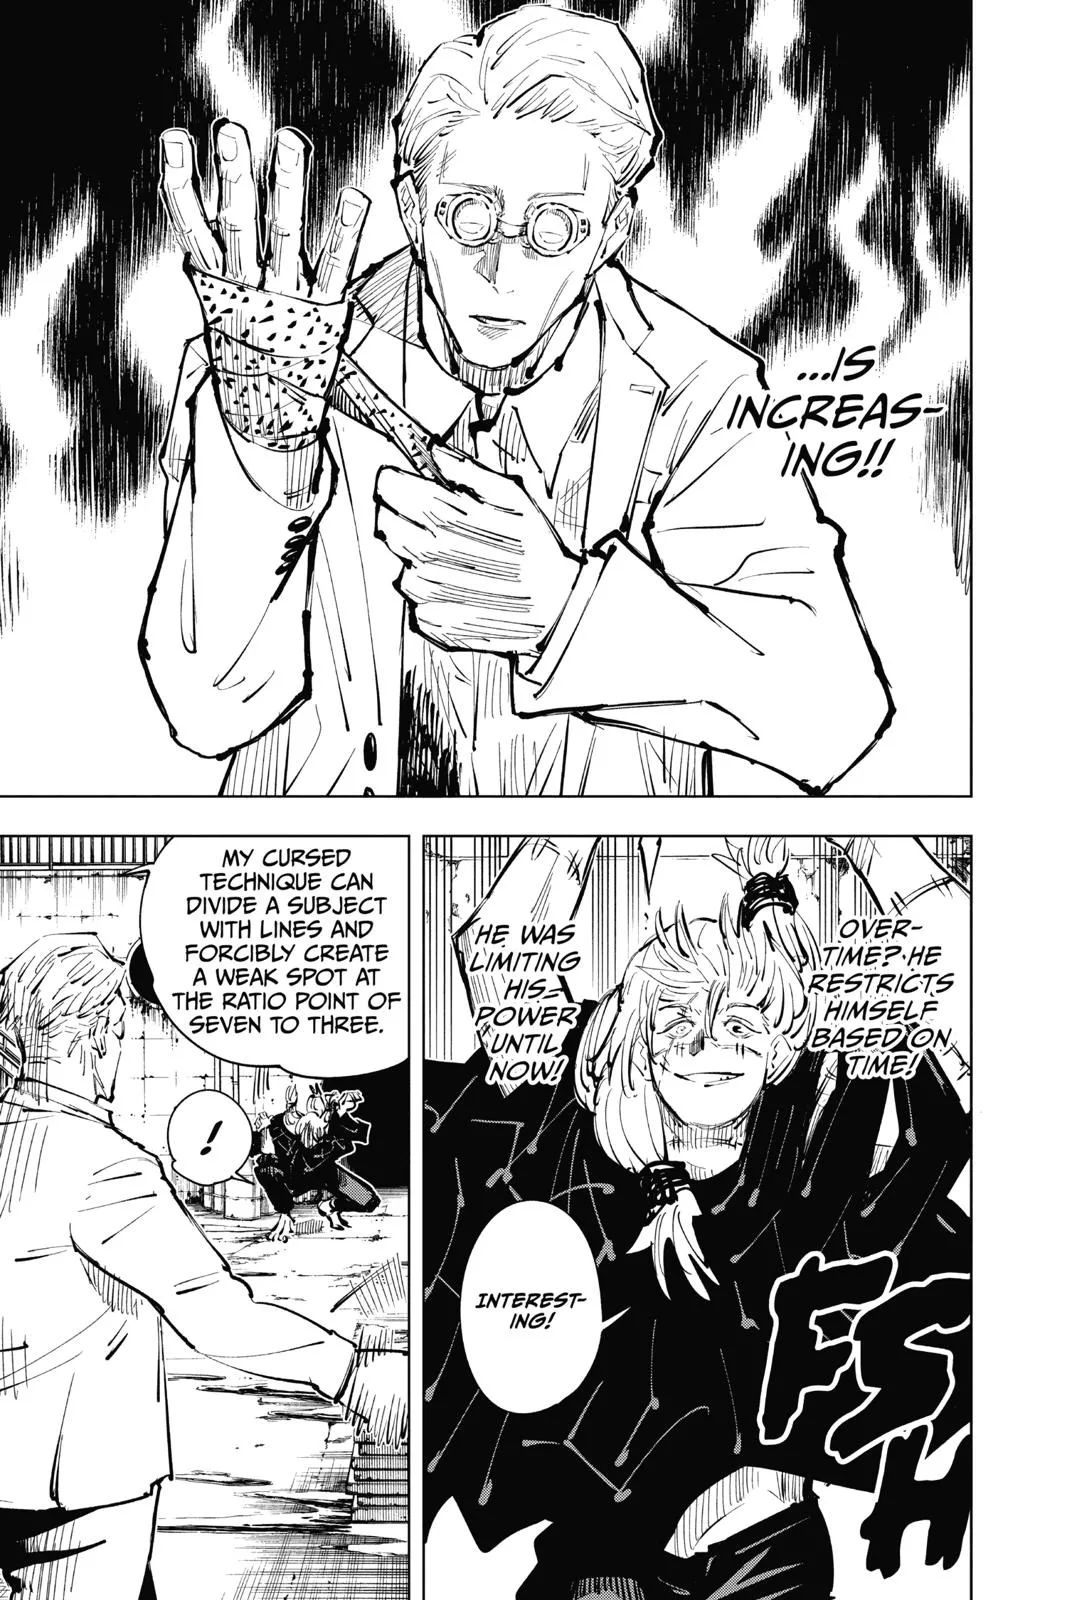 ...IS
INCREAS-
ING!!
OVER-
TIME? HE
RESTRICTS
HIMSELF
BASED ON
TIME!
HE WAS
LIMITING
HIS
POWER
UNTIL
NOW!
INTEREST-
ING!
FSH
MY CURSED
TECHNIQUE CAN
DIVIDE A SUBJECT
WITH LINES AND
FORCIBLY CREATE
A WEAK SPOT AT
THE RATIO POINT OF
SEVEN TO THREE.
!